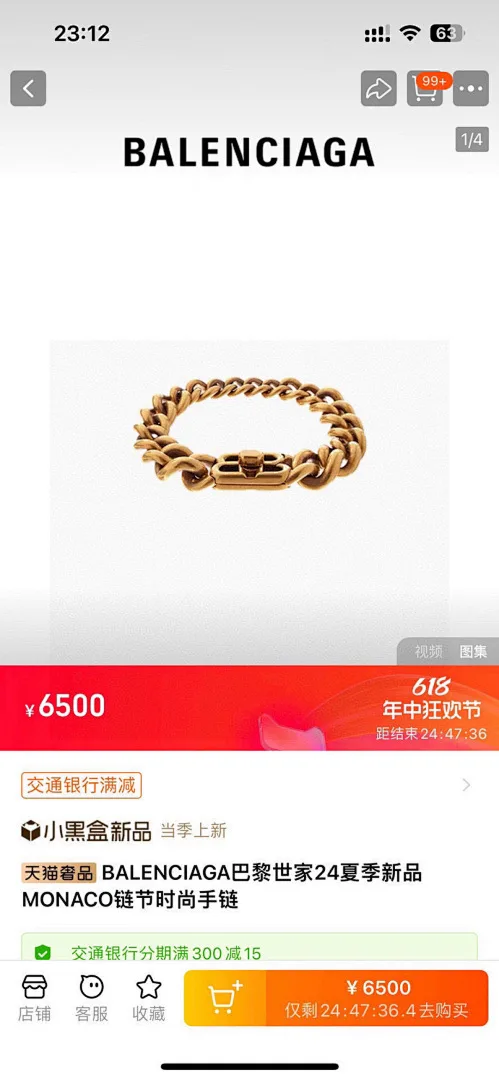 23:12
63
99+
1/4
BALENCIAGA
视频 图集
¥6500
618
年中狂欢节
距结束24:47:36
交通银行满减
小黑盒新品 当季上新
天猫奢品 BALENCIAGA巴黎世家24夏季新品
MONACO链节时尚手链
交通银行分期满300减15
店铺 客服 收藏
¥6500
仅剩24:47:36.4去购买